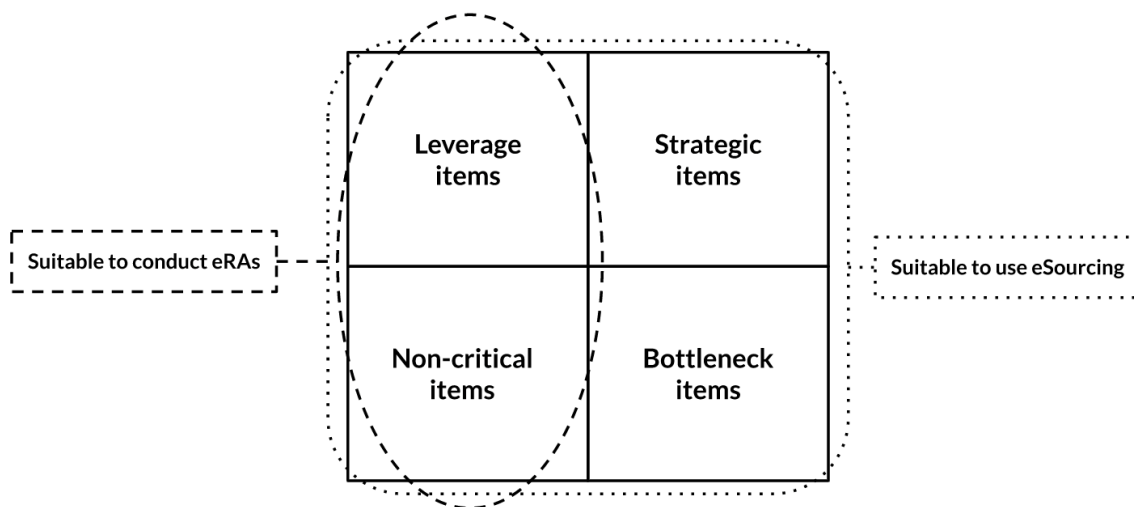 Leverage
items
Strategic
items
Suitable to conduct eRAs
Suitable to use eSourcing
Non-critical
items
Bottleneck
items